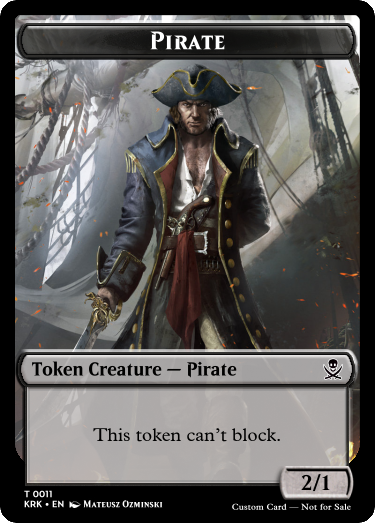 Pirate
Token Creature — Pirate
This token can't block.
2/1
T 0011
KRK • EN Mateusz Ozminski
Custom Card — Not for Sale